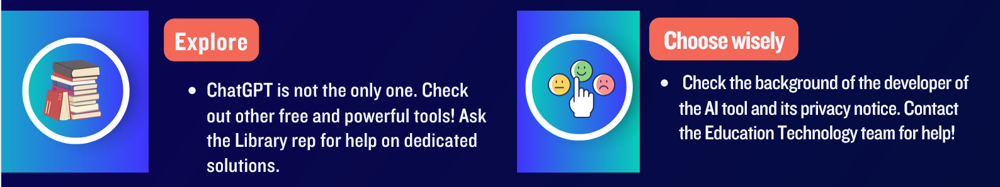 Explore
• ChatGPT is not the only one. Check
out other free and powerful tools! Ask
the Library rep for help on dedicated
solutions.
Choose wisely
• Check the background of the developer of
the AI tool and its privacy notice. Contact
the Education Technology team for help!